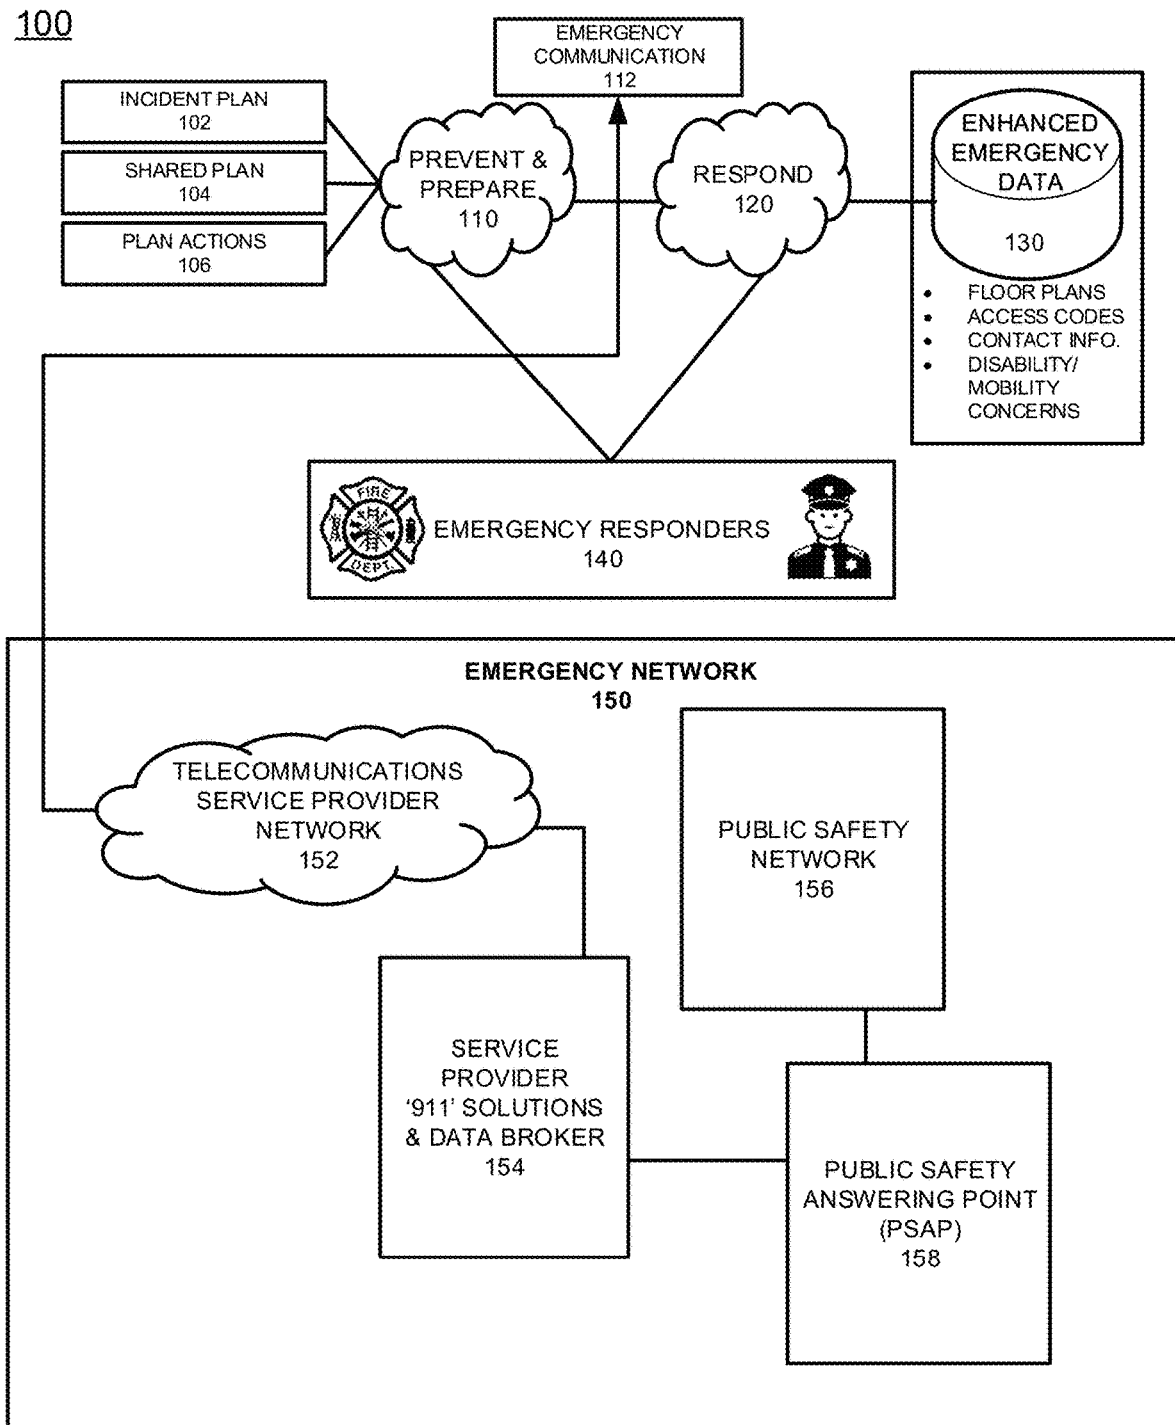 100
EMERGENCY
COMMUNICATION
112
INCIDENT PLAN
102
SHARED PLAN
104
PLAN ACTIONS
106
PREVENT &
PREPARE
110
RESPOND
120
ENHANCED
EMERGENCY
DATA
130
• FLOOR PLANS
• ACCESS CODES
• CONTACT INFO.
• DISABILITY/
MOBILITY
CONCERNS
FIRE
DEPT.
EMERGENCY RESPONDERS
140
EMERGENCY NETWORK
150
TELECOMMUNICATIONS
SERVICE PROVIDER
NETWORK
152
PUBLIC SAFETY
NETWORK
156
SERVICE
PROVIDER
‘911’ SOLUTIONS
& DATA BROKER
154
PUBLIC SAFETY
ANSWERING POINT
(PSAP)
158